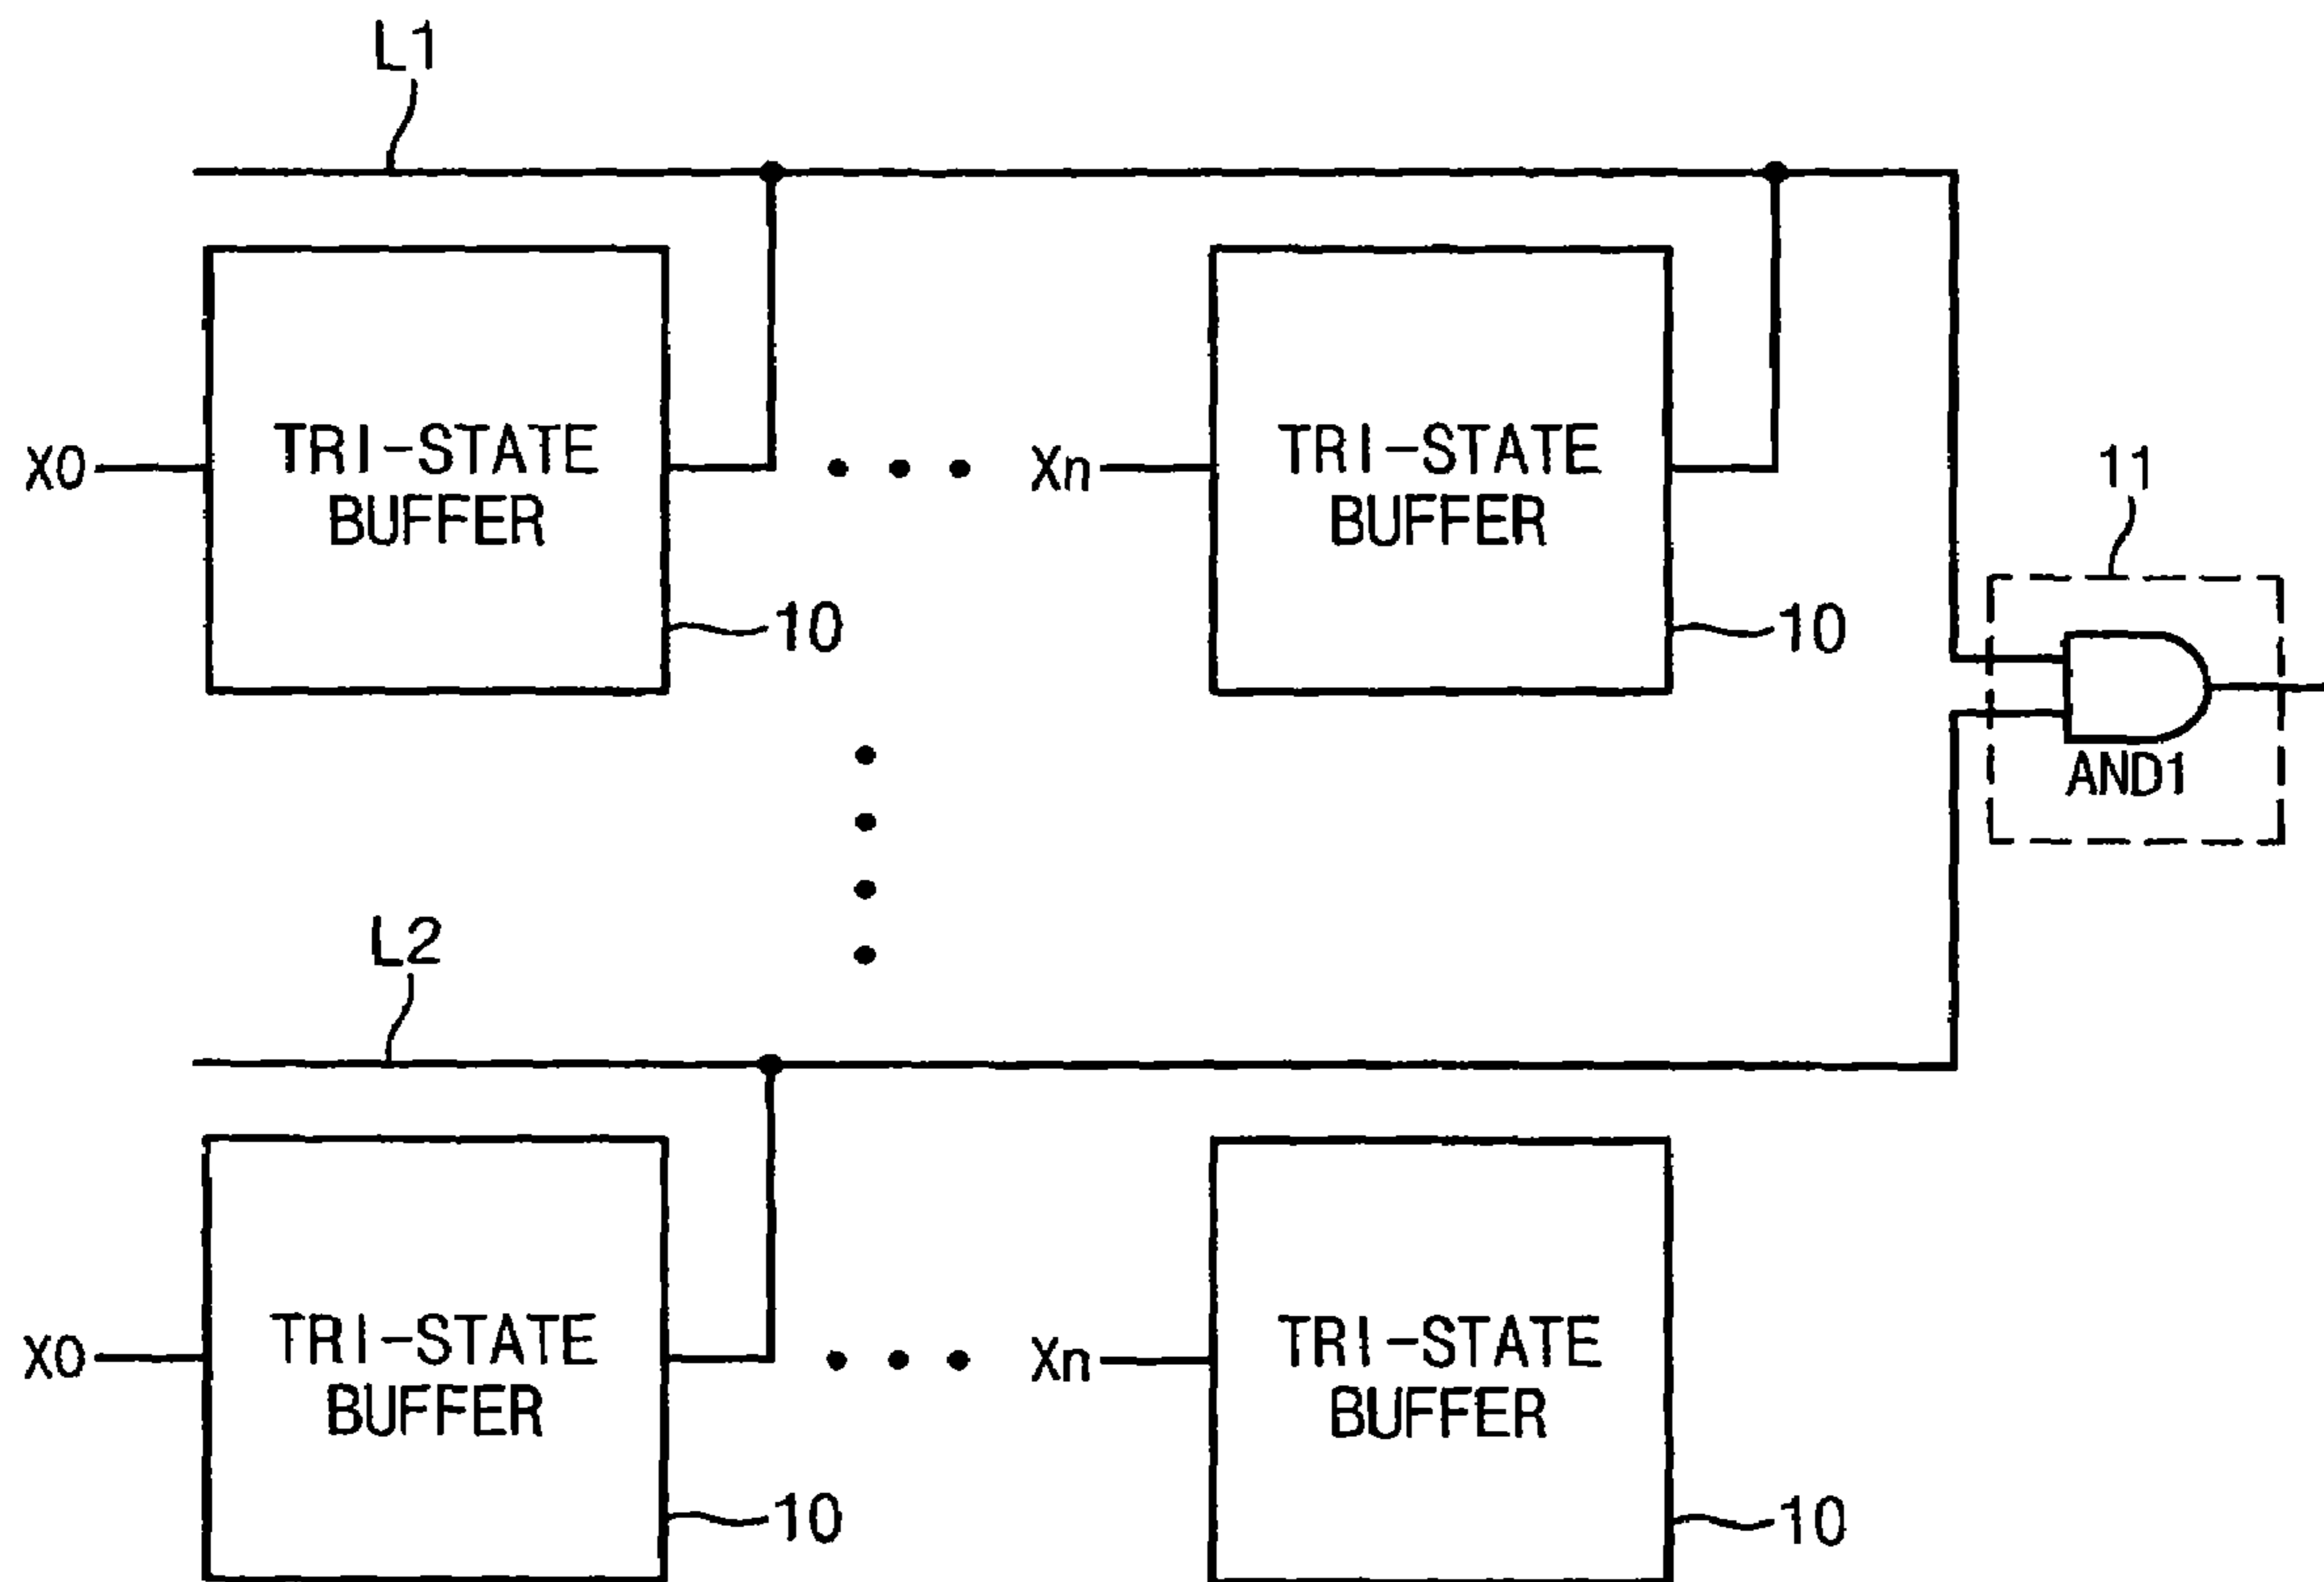 L1
X0
TRI-STATE
BUFFER
10
Xn
TRI-STATE
BUFFER
10
11
AND1
L2
X0
TRI-STATE
BUFFER
10
Xn
TRI-STATE
BUFFER
10